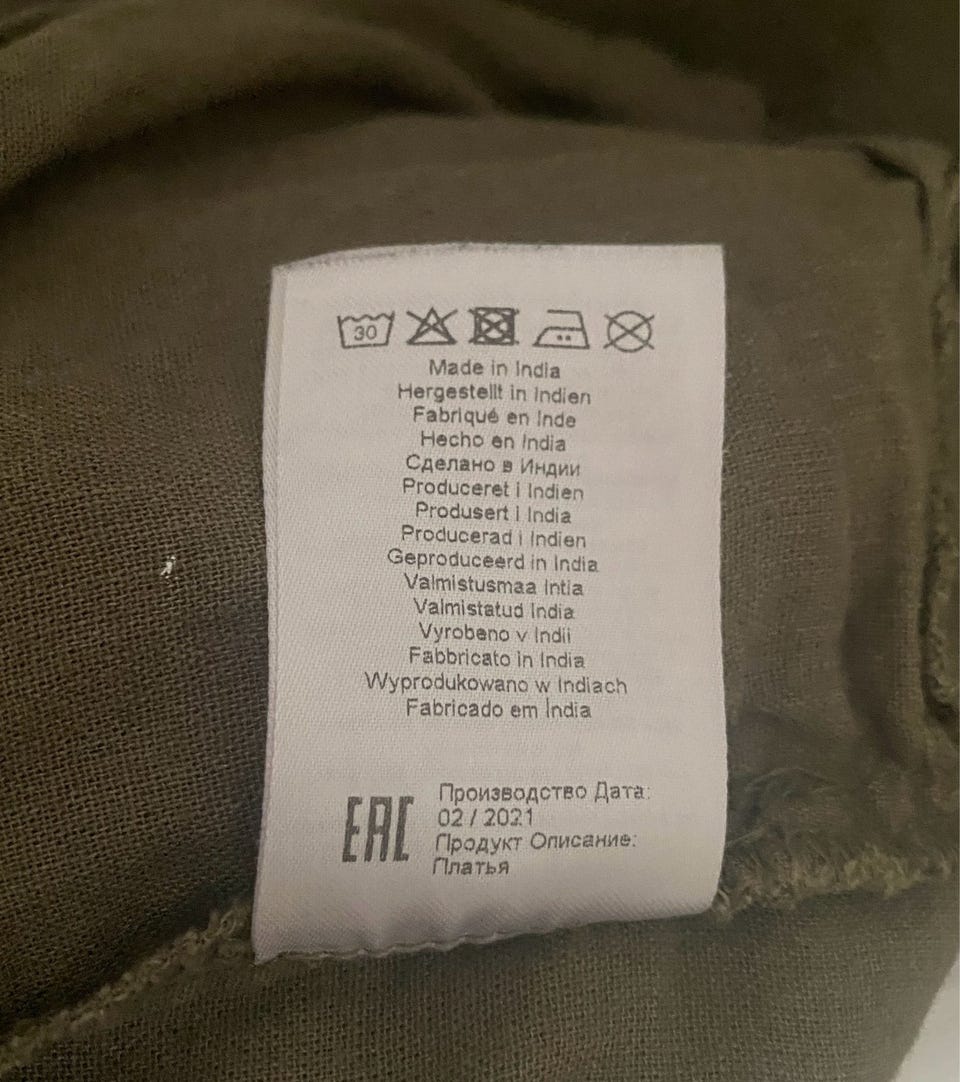 30
Made in India
Hergestellt in Indien
Fabriqué en Inde
Hecho en India
Сделано в Индии
Produceret i Indien
Produsert i India
Producerad i Indien
Geproduceerd in India
Valmistusmaa Intia
Valmistatud India
Vyrobeno v Indii
Fabbricato in India
Wyprodukowano w Indiach
Fabricado em India
EAC
Производство Дата:
02 / 2021
Продукт Описание:
Платья